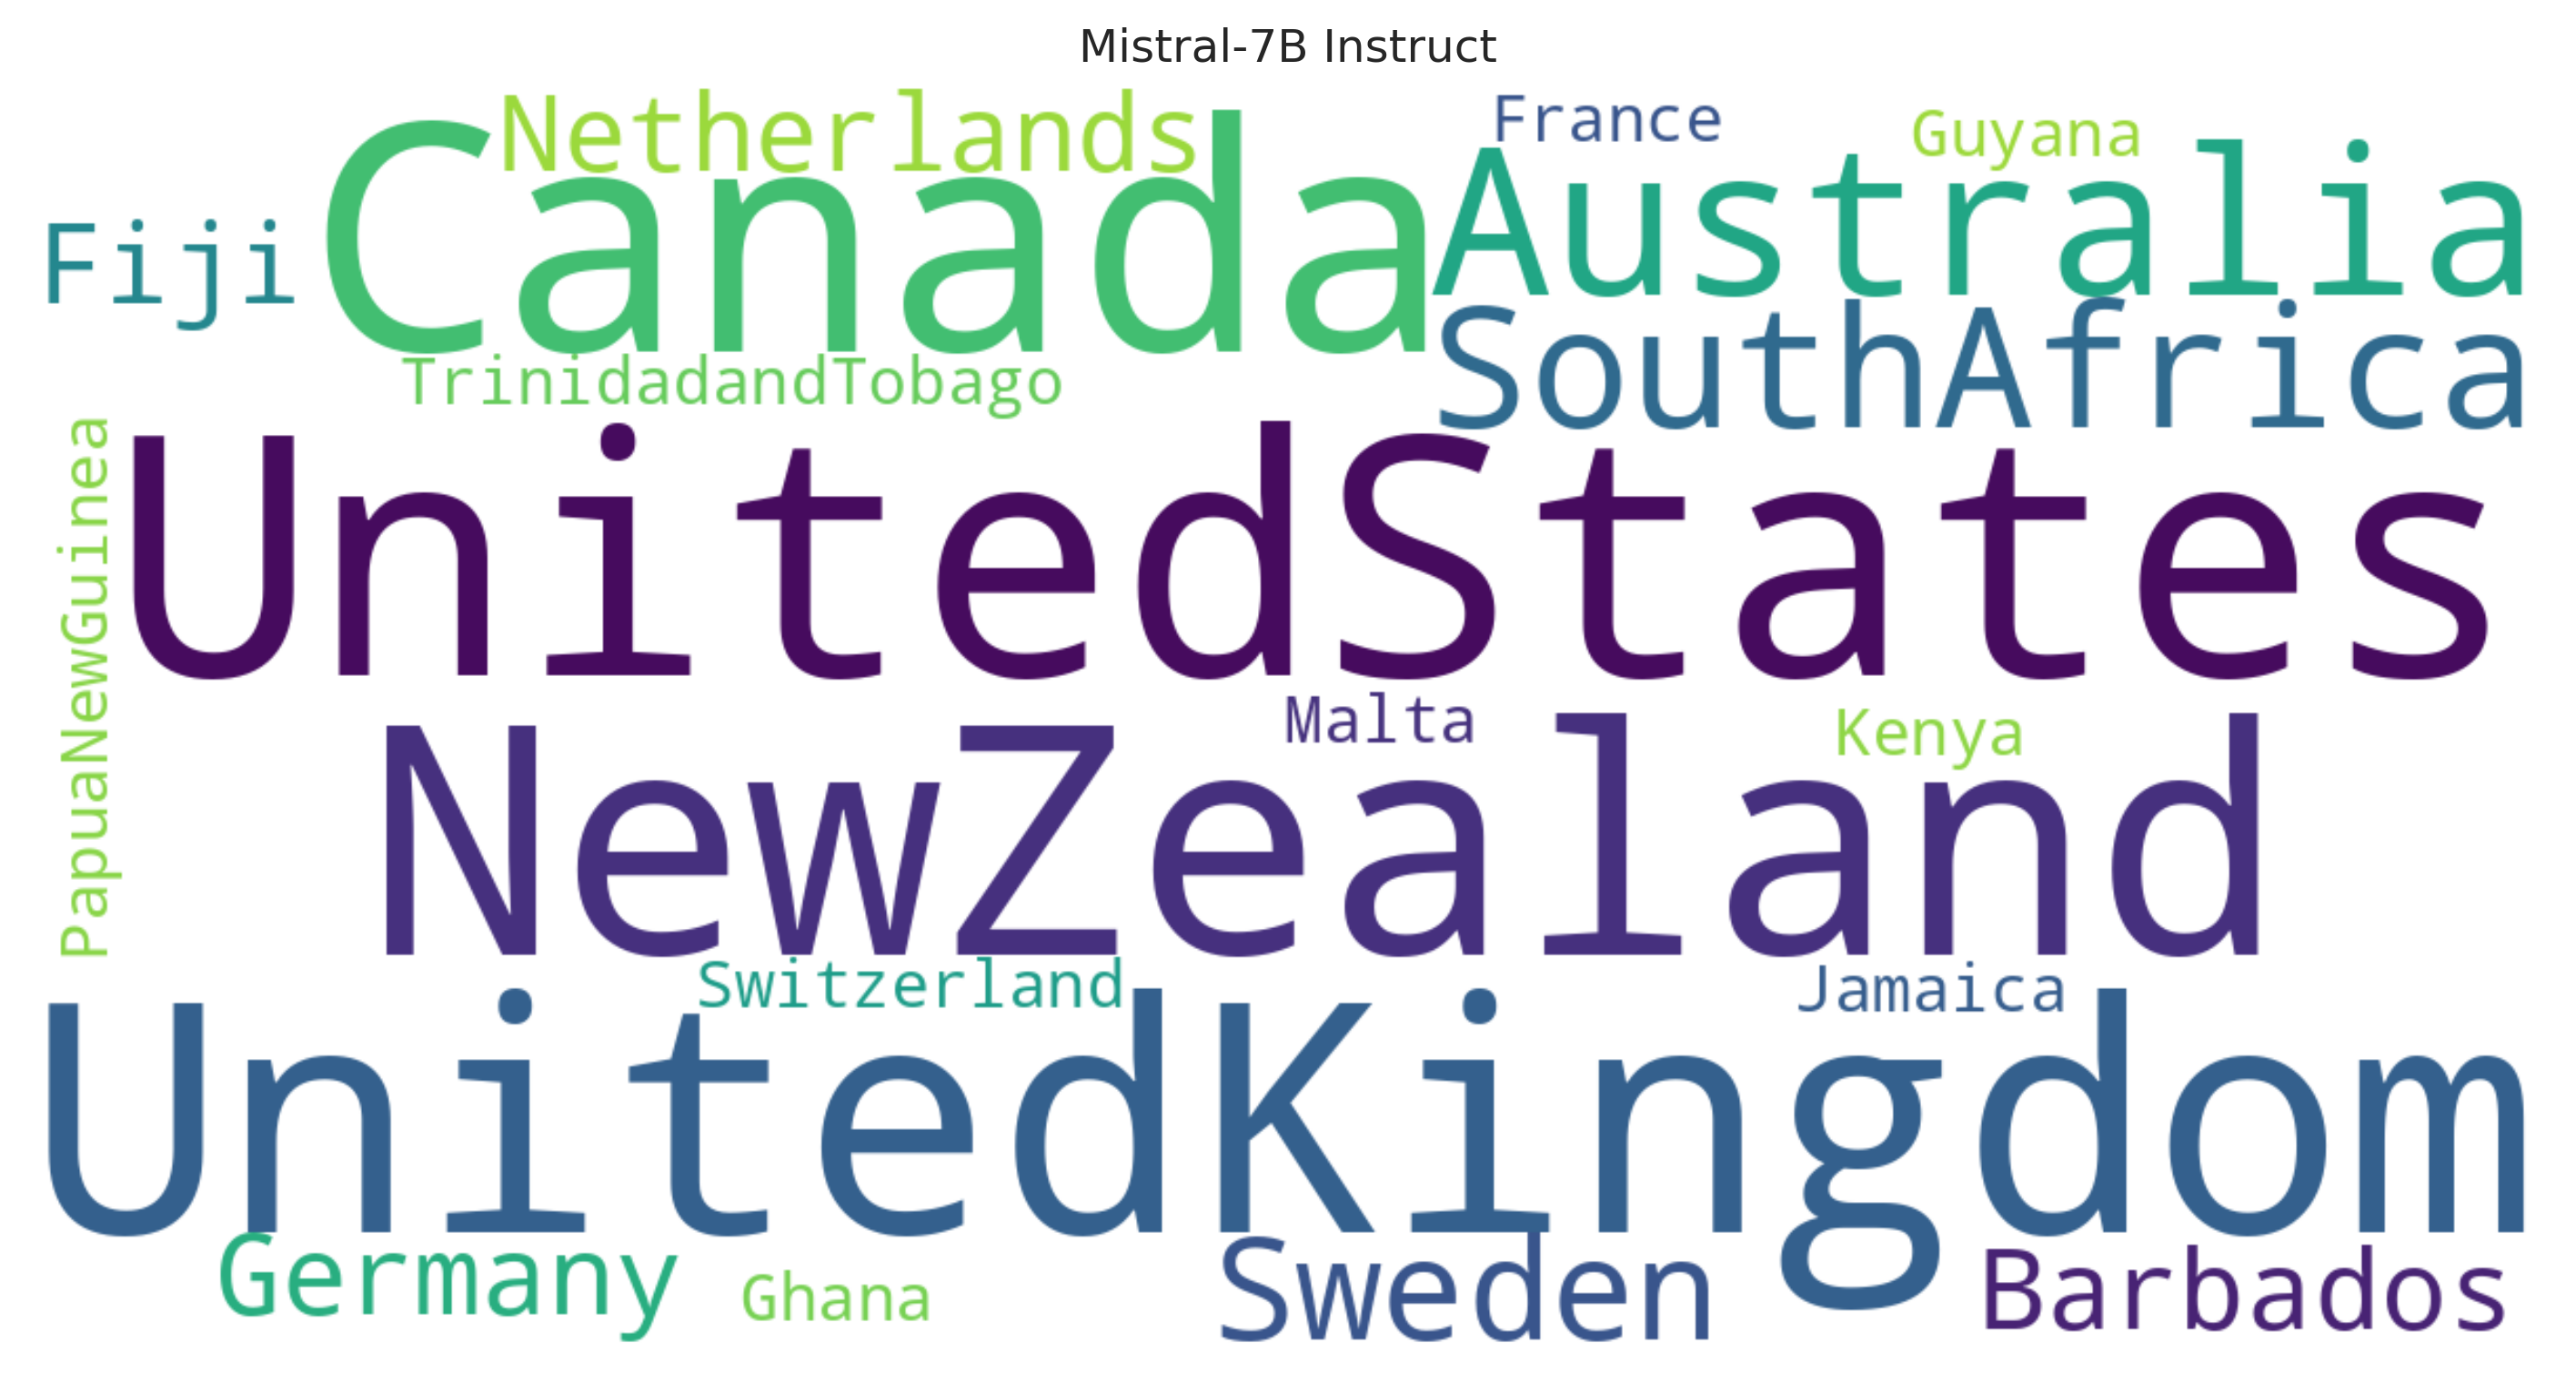 Mistral-7B Instruct
Netherlands
France
Guyana
Canada
Australia
Fiji
SouthAfrica
TrinidadandTobago
PapuaNewGuinea
UnitedStates
Malta
Kenya
NewZealand
Switzerland
Jamaica
UnitedKingdom
Germany
Ghana
Sweden
Barbados